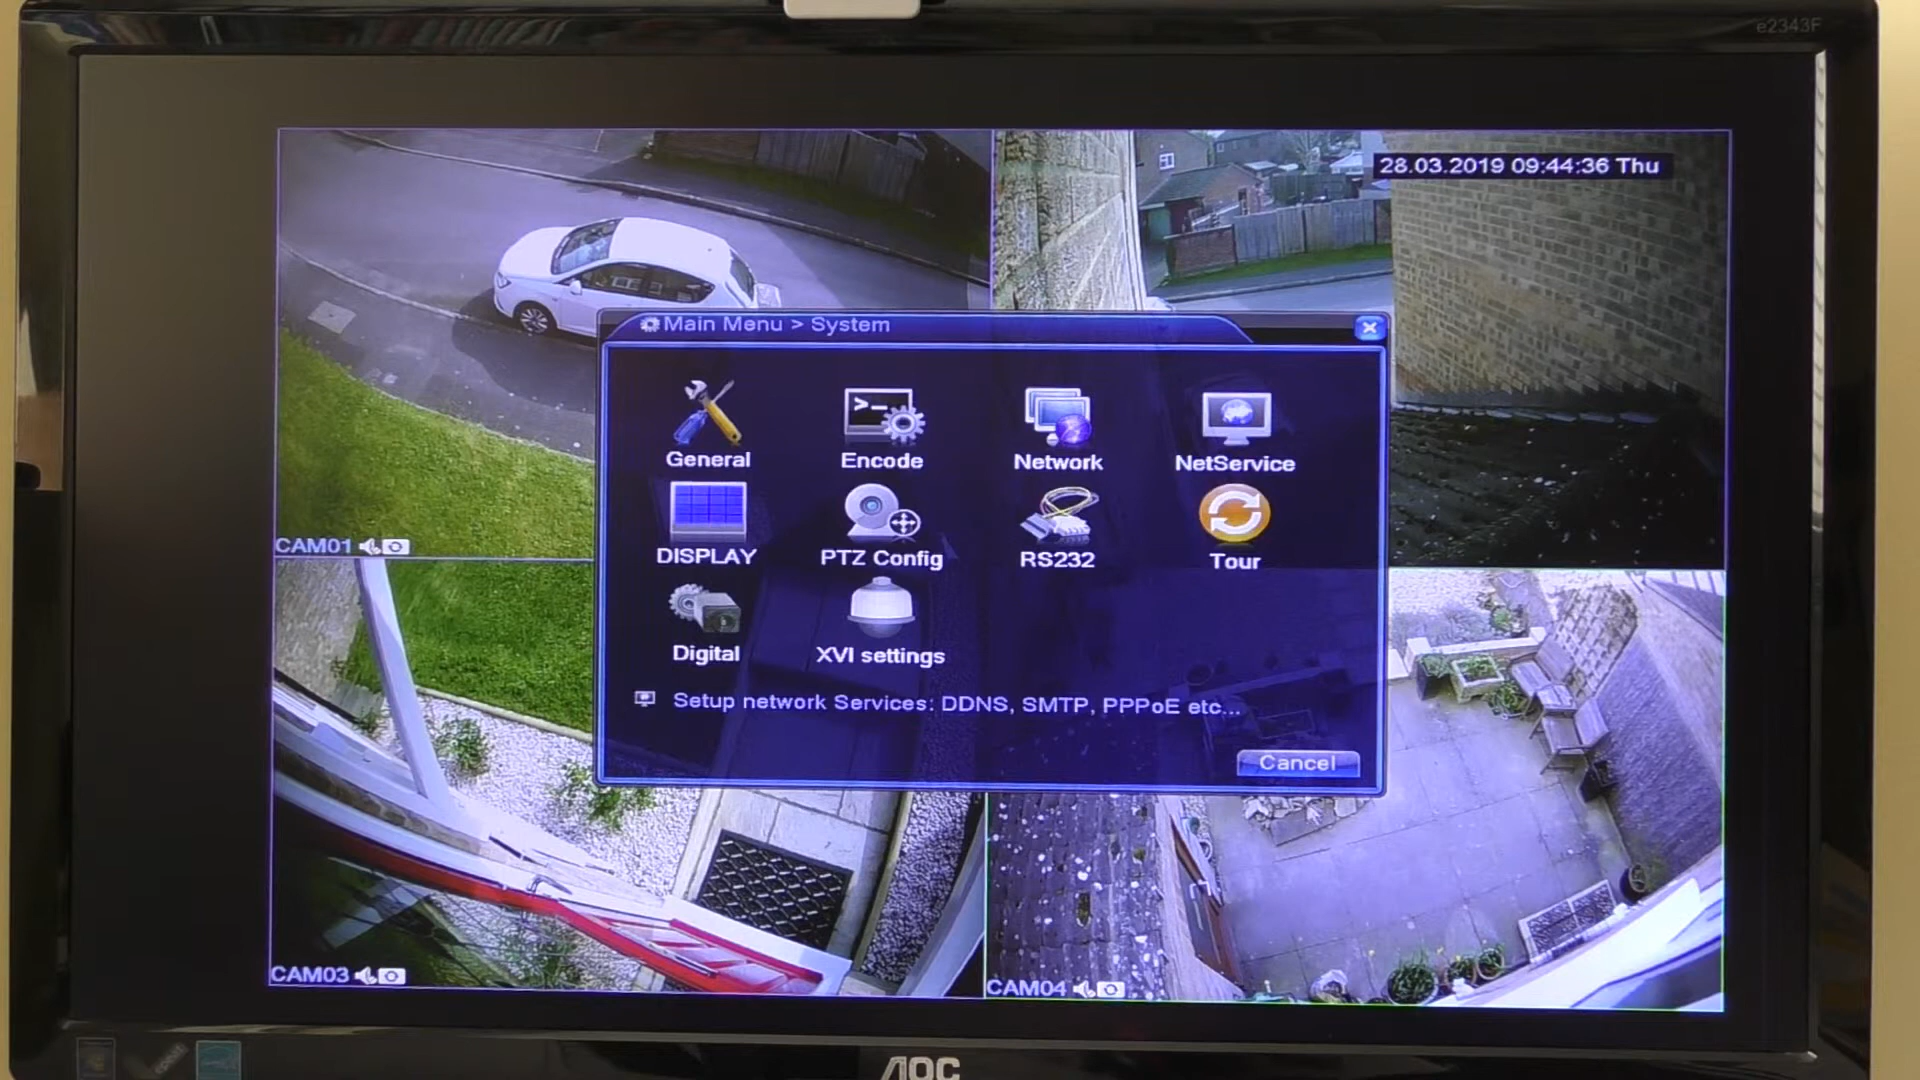 e2343F
28.03.2019 09:44:36 Thu
Main Menu > System
General
Encode
Network
NetService
DISPLAY
PTZ Config
RS232
Tour
Digital
XVI settings
Setup network Services: DDNS, SMTP, PPPoE etc...
Cancel
CAM01
CAM03
CAM04
AOC